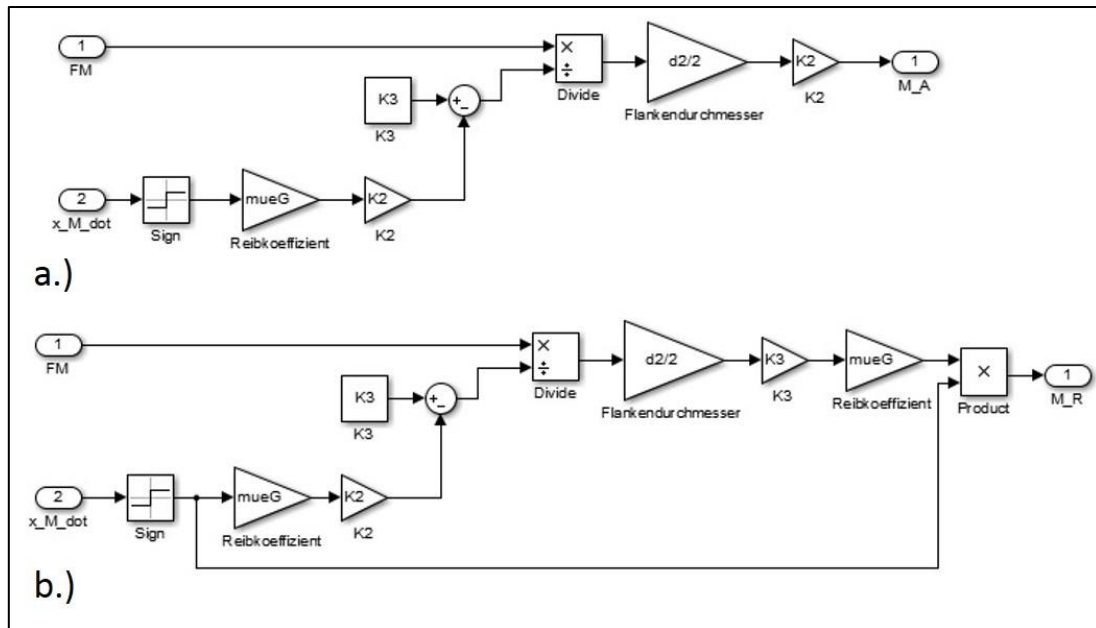 1
FM
K3
K3
+
-
×
÷
Divide
d2/2
Flankendurchmesser
K2
K2
1
M_A
2
x_M_dot
Sign
mueG
Reibkoeffizient
K2
K2
a.)
1
FM
K3
K3
+
-
×
÷
Divide
d2/2
Flankendurchmesser
K3
K3
mueG
Reibkoeffizient
×
Product
1
M_R
2
x_M_dot
Sign
mueG
Reibkoeffizient
K2
K2
b.)